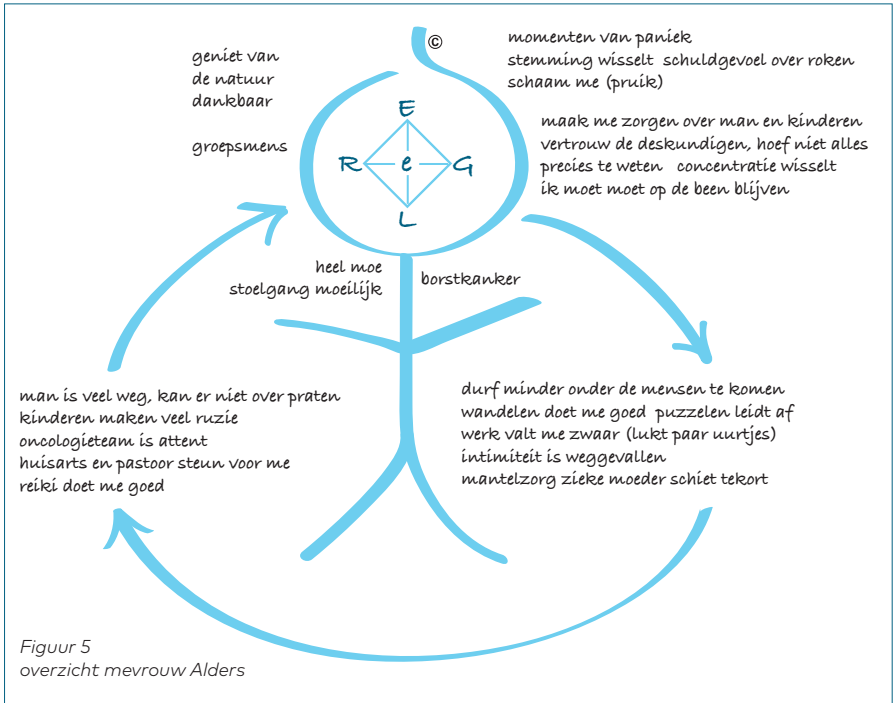 ©
geniet van
de natuur
dankbaar
groepsmens
momenten van paniek
stemming wisselt schuldgevoel over roken
schaam me (pruik)
maak me zorgen over man en kinderen
vertrouw de deskundigen, hoef niet alles
precies te weten concentratie wisselt
ik moet moet op de been blijven
E
R e G
L
heel moe
stoelgang moeilijk
borstkanker
man is veel weg, kan er niet over praten
kinderen maken veel ruzie
oncologieteam is attent
huisarts en pastoor steun voor me
reiki doet me goed
durf minder onder de mensen te komen
wandelen doet me goed puzzelen leidt af
werk valt me zwaar (lukt paar uurtjes)
intimiteit is weggevallen
mantelzorg zieke moeder schiet tekort
Figuur 5
overzicht mevrouw Alders